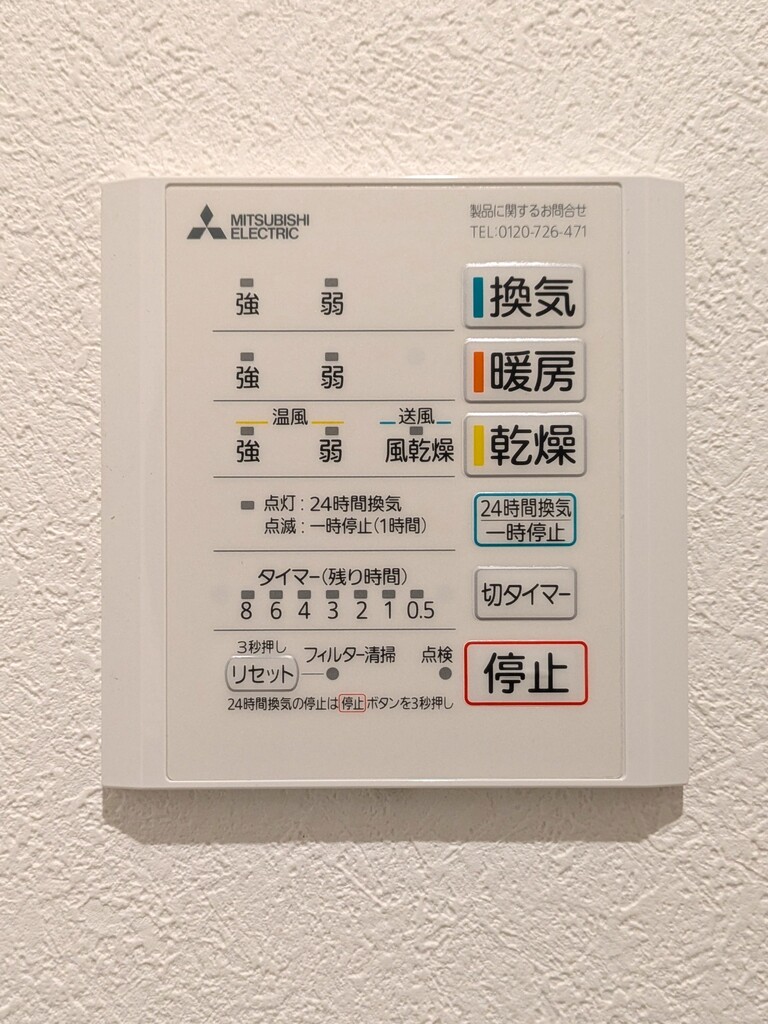 MITSUBISHI
ELECTRIC
製品に関するお問合せ
TEL:0120-726-471
強 弱 換気
強 弱 暖房
温風 送風
強 弱 風乾燥 乾燥
点灯:24時間換気
点滅:一時停止(1時間)
24時間換気
一時停止
タイマー(残り時間)
8 6 4 3 2 1 0.5
切タイマー
3秒押し
リセット フィルター清掃 点検
停止
24時間換気の停止は停止ボタンを3秒押し